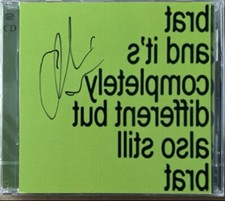 brat
and it's
completely
different but
also still
brat